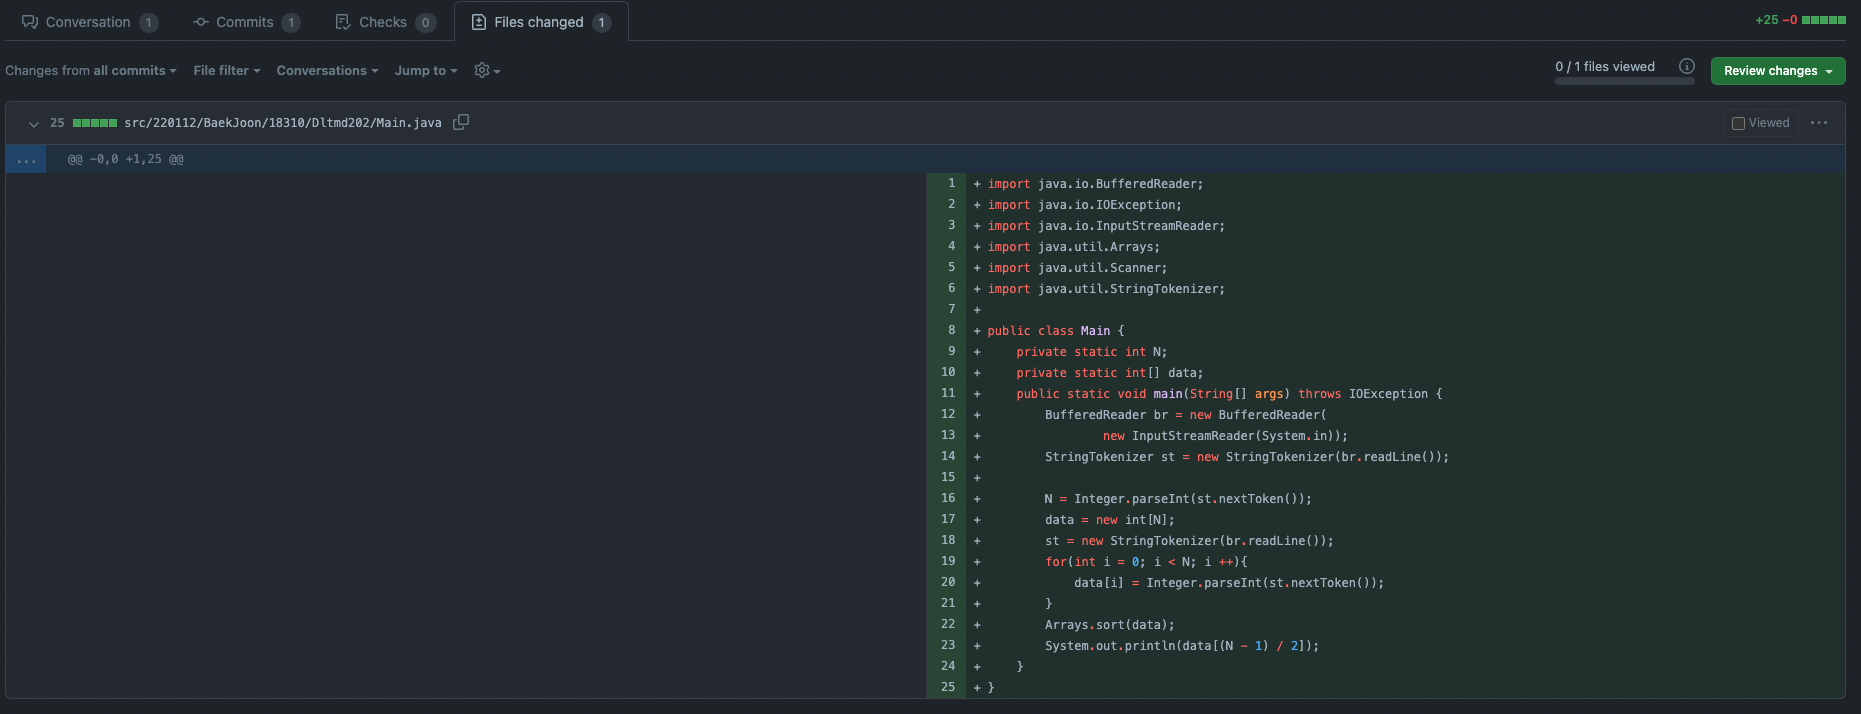 Conversation 1 Commits 1 Checks 0 Files changed 1 +25 −0
Changes from all commits File filter Conversations Jump to 0 / 1 files viewed Review changes
25 src/220112/BaekJoon/18310/Dltmd202/Main.java Viewed ...
... @@ -0,0 +1,25 @@
1 + import java.io.BufferedReader;
2 + import java.io.IOException;
3 + import java.io.InputStreamReader;
4 + import java.util.Arrays;
5 + import java.util.Scanner;
6 + import java.util.StringTokenizer;
7 +
8 + public class Main {
9 +     private static int N;
10 +     private static int[] data;
11 +     public static void main(String[] args) throws IOException {
12 +         BufferedReader br = new BufferedReader(
13 +                 new InputStreamReader(System.in));
14 +         StringTokenizer st = new StringTokenizer(br.readLine());
15 +
16 +         N = Integer.parseInt(st.nextToken());
17 +         data = new int[N];
18 +         st = new StringTokenizer(br.readLine());
19 +         for(int i = 0; i < N; i ++){
20 +             data[i] = Integer.parseInt(st.nextToken());
21 +         }
22 +         Arrays.sort(data);
23 +         System.out.println(data[(N - 1) / 2]);
24 +     }
25 + }